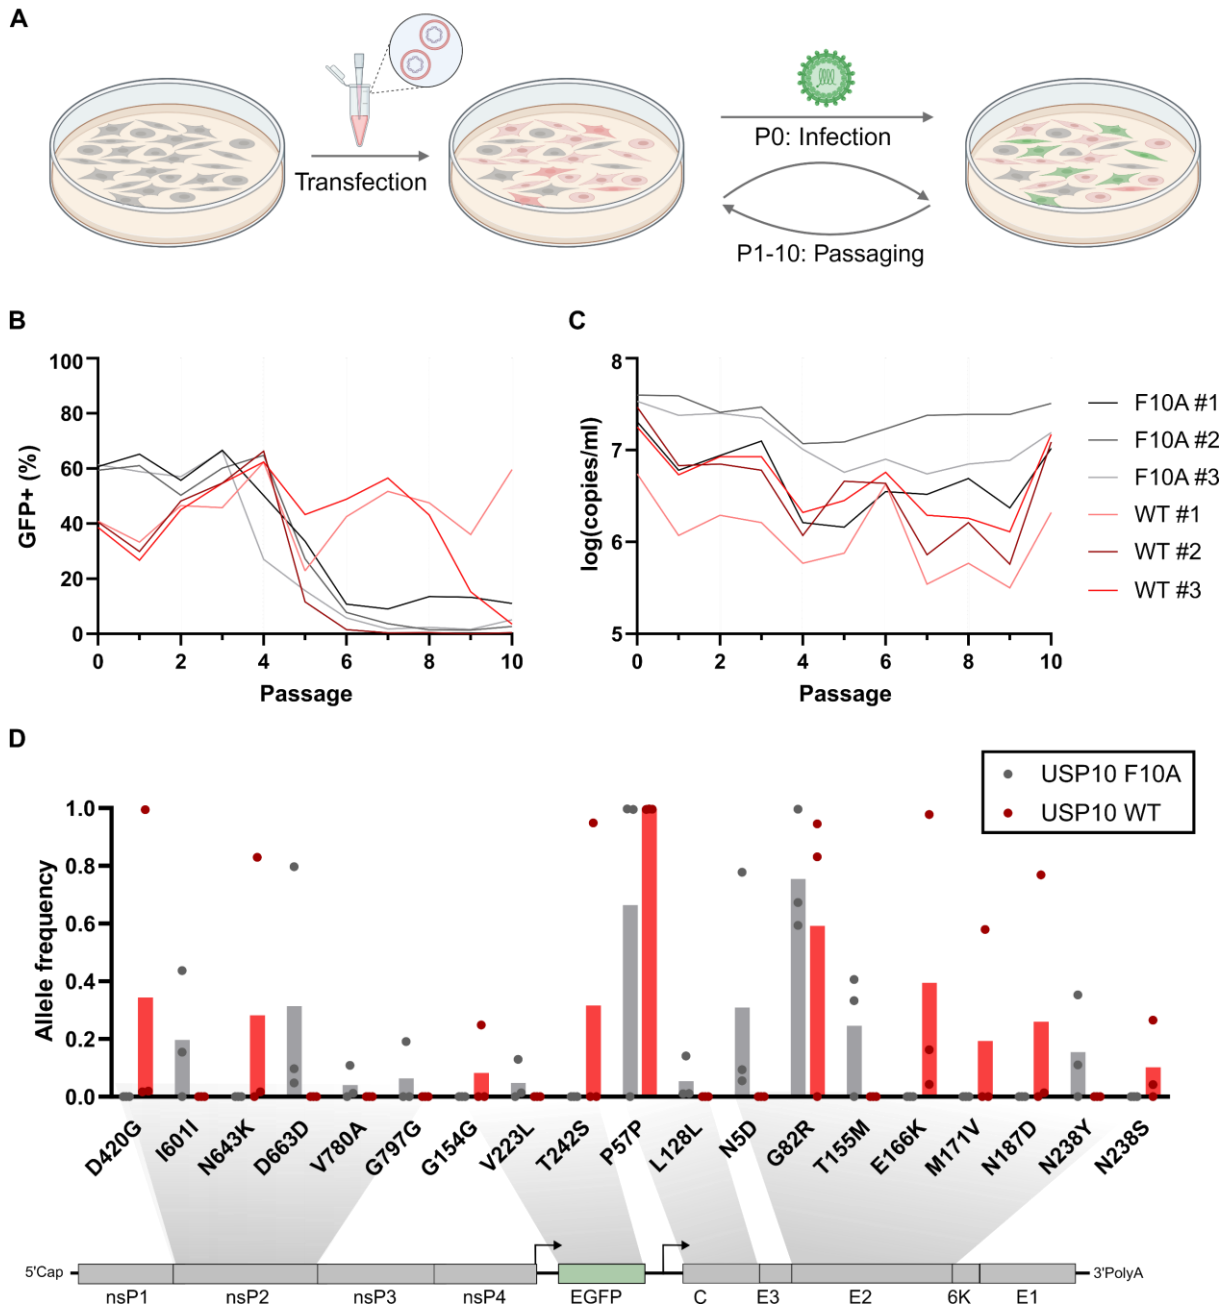 A
Transfection
P0: Infection
P1-10: Passaging
B
GFP+ (%)
100
80
60
40
20
0
0 2 4 6 8 10
Passage
C
log(copies/ml)
8
7
6
5
0 2 4 6 8 10
Passage
F10A #1
F10A #2
F10A #3
WT #1
WT #2
WT #3
D
USP10 F10A
USP10 WT
Allele frequency
1.0
0.8
0.6
0.4
0.2
0.0
D420G I601I N643K D663D V780A G797G G154G V223L T242S P57P L128L N5D G82R T155M E166K M171V N187D N238Y N238S
5'Cap 3'PolyA
nsP1 nsP2 nsP3 nsP4 EGFP C E3 E2 6K E1